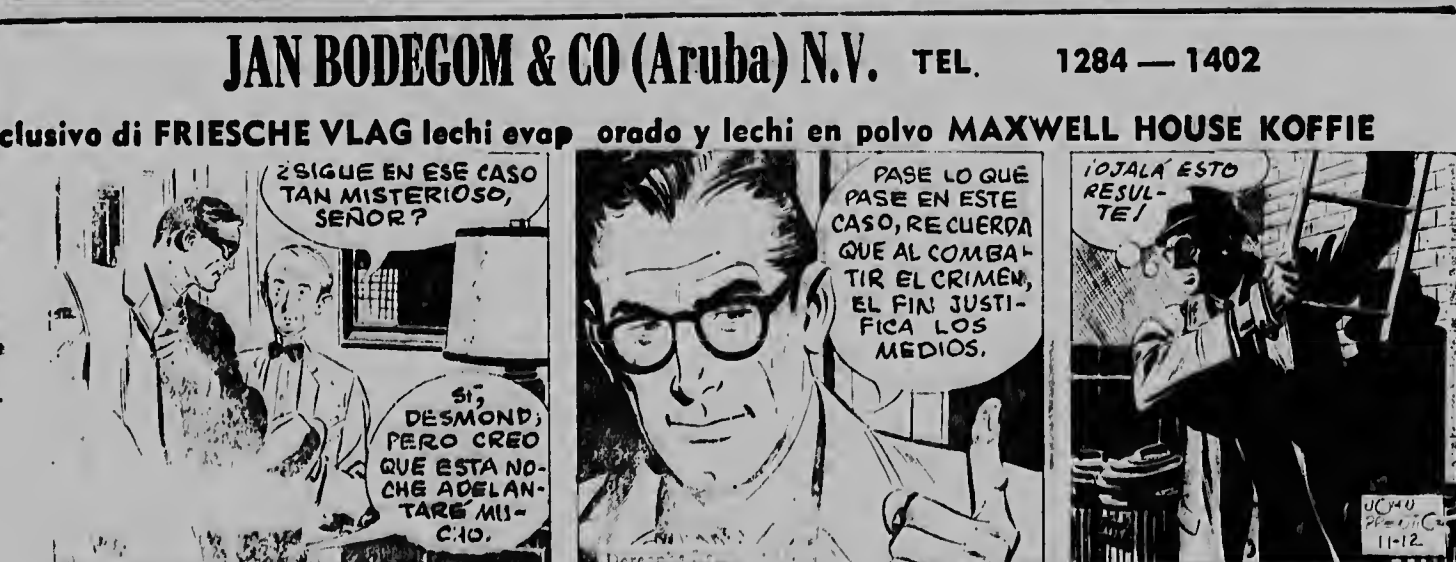 JAN BODEGOM & CO (Aruba) N.V. TEL. 1284 — 1402
clusivo di FRIESCHE VLAG lechi evap orado y lechi en polvo MAXWELL HOUSE KOFFIE
¿SIGUE EN ESE CASO
TAN MISTERIOSO,
SEÑOR?
SÍ,
DESMOND;
PERO CREO
QUE ESTA NO-
CHE ADELAN-
TARÉ MU-
CHO.
PASE LO QUE
PASE EN ESTE
CASO, RECUERDA
QUE AL COMBA-
TIR EL CRIMEN,
EL FIN JUSTI-
FICA LOS
MEDIOS.
¡OJALÁ ESTO
RESUL-
TE!
11-12